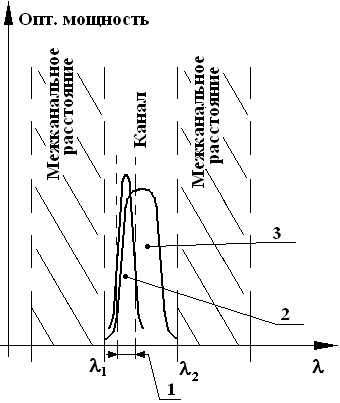 Опт. мощность
Межканальное
расстояние
Канал
Межканальное
расстояние
3
2
λ1
λ2
λ
1